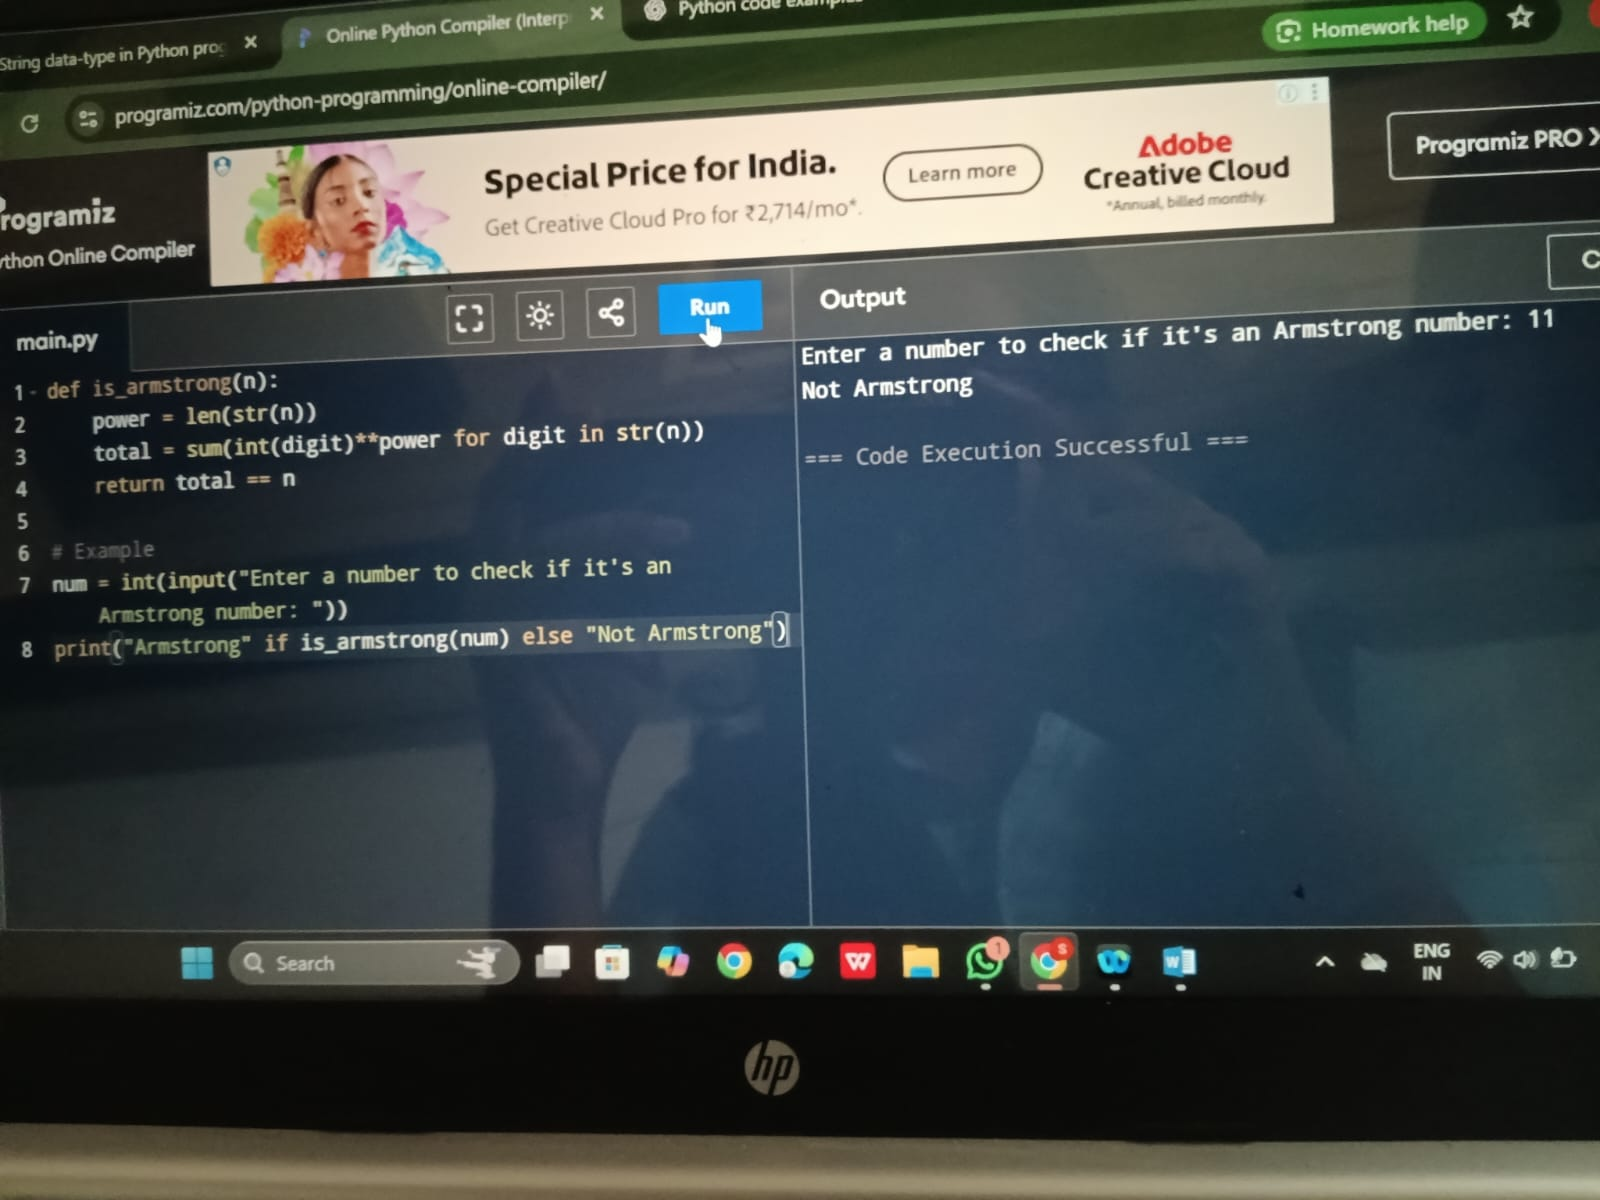 String data-type in Python prog
Online Python Compiler (Interp
Python code example
Homework help
programiz.com/python-programming/online-compiler/
Special Price for India.
Get Creative Cloud Pro for ₹2,714/mo*.
Learn more
Adobe
Creative Cloud
*Annual, billed monthly.
Programiz PRO
rogramiz
thon Online Compiler
main.py
Run
Output
C
1 def is_armstrong(n):
2 power = len(str(n))
3 total = sum(int(digit)**power for digit in str(n))
4 return total == n
5
6 # Example
7 num = int(input("Enter a number to check if it's an
Armstrong number: "))
8 print("Armstrong" if is_armstrong(num) else "Not Armstrong")
Enter a number to check if it's an Armstrong number: 11
Not Armstrong
=== Code Execution Successful ===
Search
1
S
W
W
ENG
IN
hp